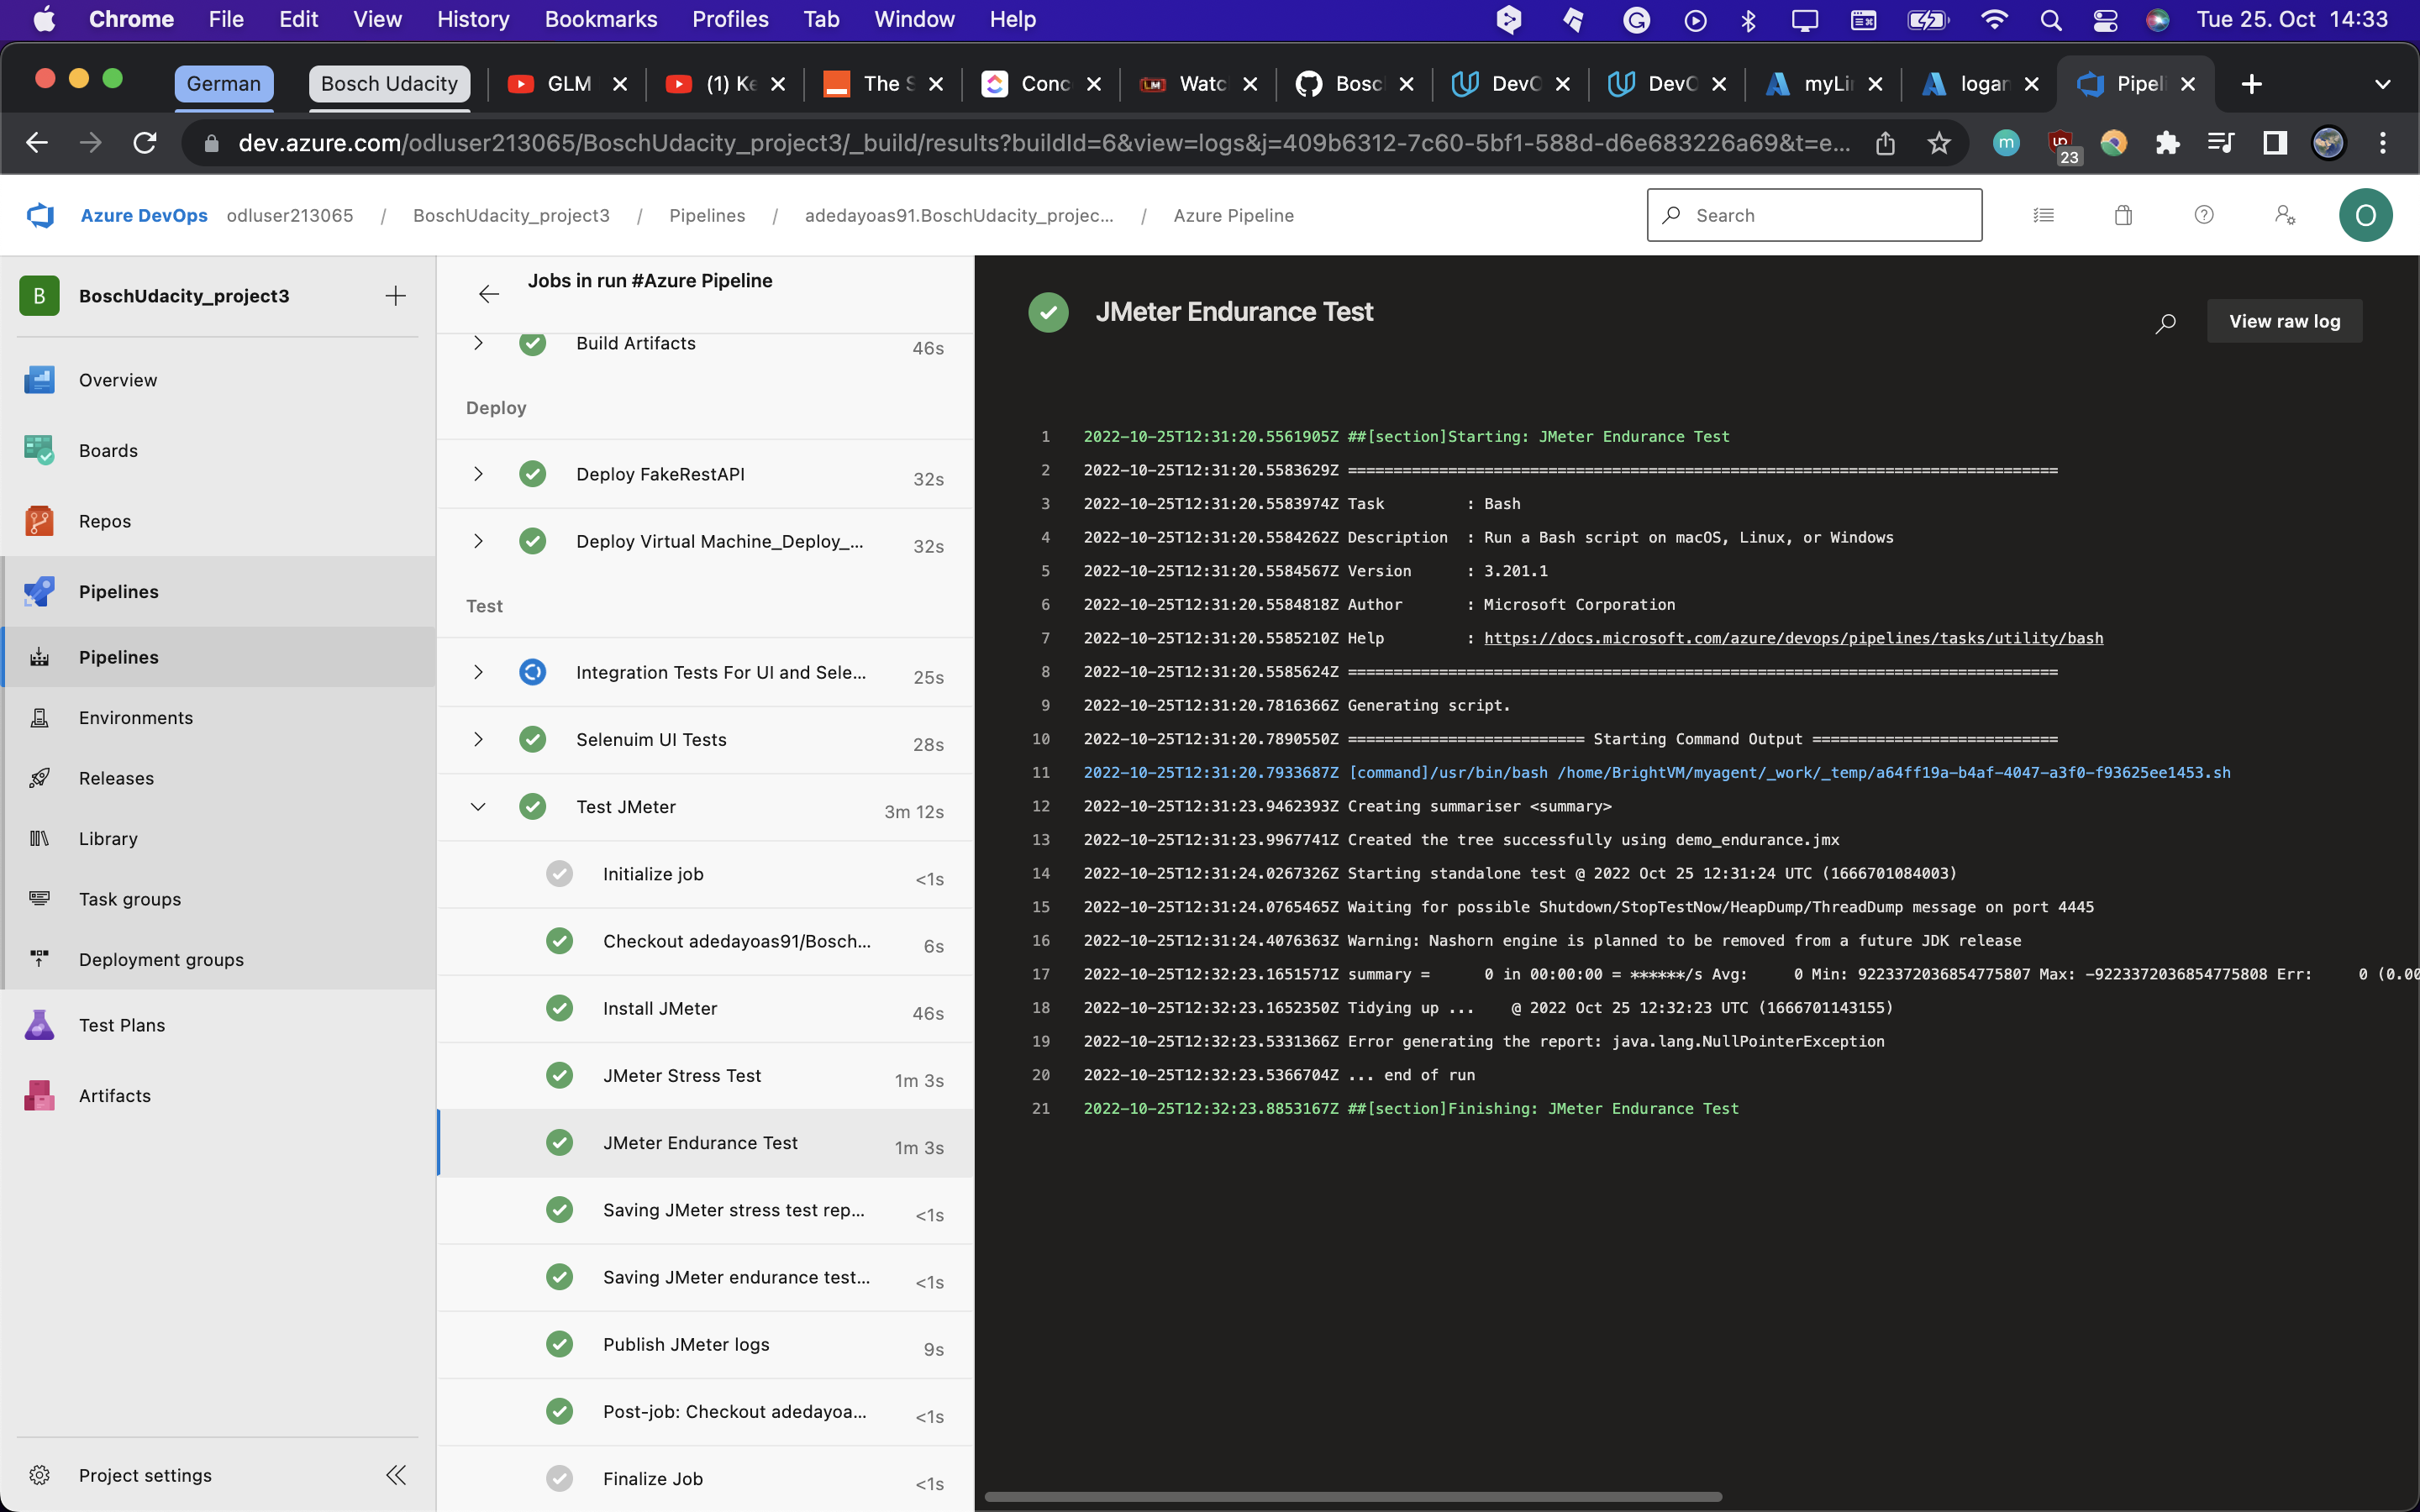 Chrome File Edit View History Bookmarks Profiles Tab Window Help Tue 25. Oct 14:33
German Bosch Udacity GLM (1) Ke The S Conc Watc Bosc DevO DevO myLi logan Pipeli
dev.azure.com/odluser213065/BoschUdacity_project3/_build/results?buildId=6&view=logs&j=409b6312-7c60-5bf1-588d-d6e683226a69&t=e... m 23
Azure DevOps odluser213065 / BoschUdacity_project3 / Pipelines / adedayoas91.BoschUdacity_projec... / Azure Pipeline Search O
B BoschUdacity_project3
Overview
Boards
Repos
Pipelines
Pipelines
Environments
Releases
Library
Task groups
Deployment groups
Test Plans
Artifacts
Project settings
Jobs in run #Azure Pipeline
Build Artifacts 46s
Deploy
Deploy FakeRestAPI 32s
Deploy Virtual Machine_Deploy_... 32s
Test
Integration Tests For UI and Sele... 25s
Selenuim UI Tests 28s
Test JMeter 3m 12s
Initialize job <1s
Checkout adedayoas91/Bosch... 6s
Install JMeter 46s
JMeter Stress Test 1m 3s
JMeter Endurance Test 1m 3s
Saving JMeter stress test rep... <1s
Saving JMeter endurance test... <1s
Publish JMeter logs 9s
Post-job: Checkout adedayoa... <1s
Finalize Job <1s
JMeter Endurance Test
View raw log
1 2022-10-25T12:31:20.5561905Z ##[section]Starting: JMeter Endurance Test
2 2022-10-25T12:31:20.5583629Z ==============================================================================
3 2022-10-25T12:31:20.5583974Z Task : Bash
4 2022-10-25T12:31:20.5584262Z Description : Run a Bash script on macOS, Linux, or Windows
5 2022-10-25T12:31:20.5584567Z Version : 3.201.1
6 2022-10-25T12:31:20.5584818Z Author : Microsoft Corporation
7 2022-10-25T12:31:20.5585210Z Help : https://docs.microsoft.com/azure/devops/pipelines/tasks/utility/bash
8 2022-10-25T12:31:20.5585624Z ==============================================================================
9 2022-10-25T12:31:20.7816366Z Generating script.
10 2022-10-25T12:31:20.7890550Z ========================== Starting Command Output ===========================
11 2022-10-25T12:31:20.7933687Z [command]/usr/bin/bash /home/BrightVM/myagent/_work/_temp/a64ff19a-b4af-4047-a3f0-f93625ee1453.sh
12 2022-10-25T12:31:23.9462393Z Creating summariser <summary>
13 2022-10-25T12:31:23.9967741Z Created the tree successfully using demo_endurance.jmx
14 2022-10-25T12:31:24.0267326Z Starting standalone test @ 2022 Oct 25 12:31:24 UTC (1666701084003)
15 2022-10-25T12:31:24.0765465Z Waiting for possible Shutdown/StopTestNow/HeapDump/ThreadDump message on port 4445
16 2022-10-25T12:31:24.4076363Z Warning: Nashorn engine is planned to be removed from a future JDK release
17 2022-10-25T12:32:23.1651571Z summary = 0 in 00:00:00 = ******/s Avg: 0 Min: 9223372036854775807 Max: -9223372036854775808 Err: 0 (0.00
18 2022-10-25T12:32:23.1652350Z Tidying up ... @ 2022 Oct 25 12:32:23 UTC (1666701143155)
19 2022-10-25T12:32:23.5331366Z Error generating the report: java.lang.NullPointerException
20 2022-10-25T12:32:23.5366704Z ... end of run
21 2022-10-25T12:32:23.8853167Z ##[section]Finishing: JMeter Endurance Test